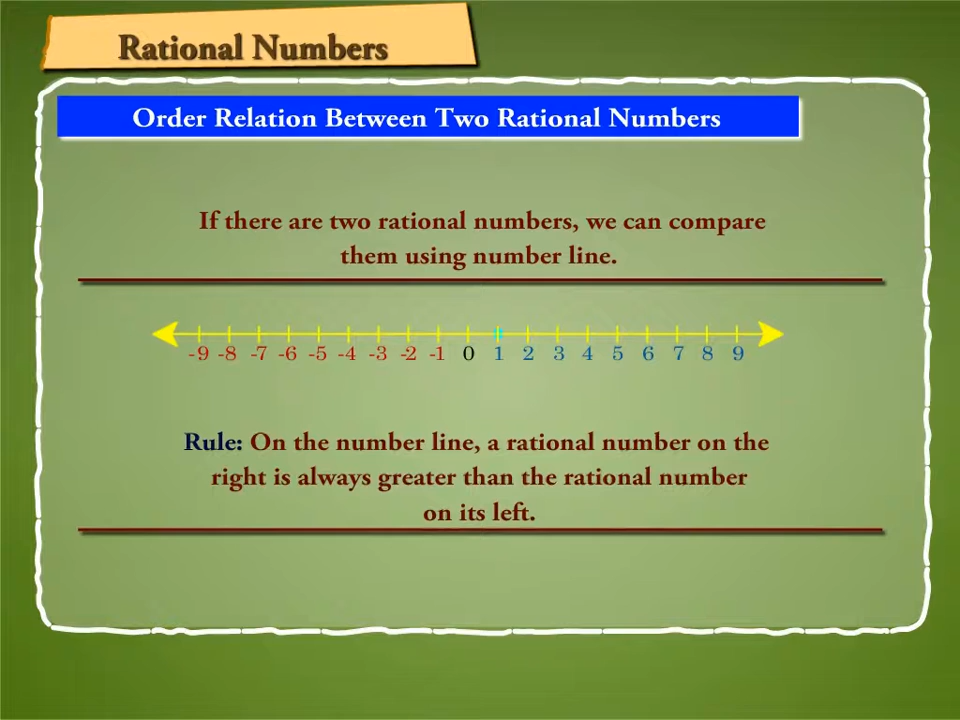 Rational Numbers
Order Relation Between Two Rational Numbers
If there are two rational numbers, we can compare
them using number line.
-9 -8 -7 -6 -5 -4 -3 -2 -1 0 1 2 3 4 5 6 7 8 9
Rule: On the number line, a rational number on the
right is always greater than the rational number
on its left.